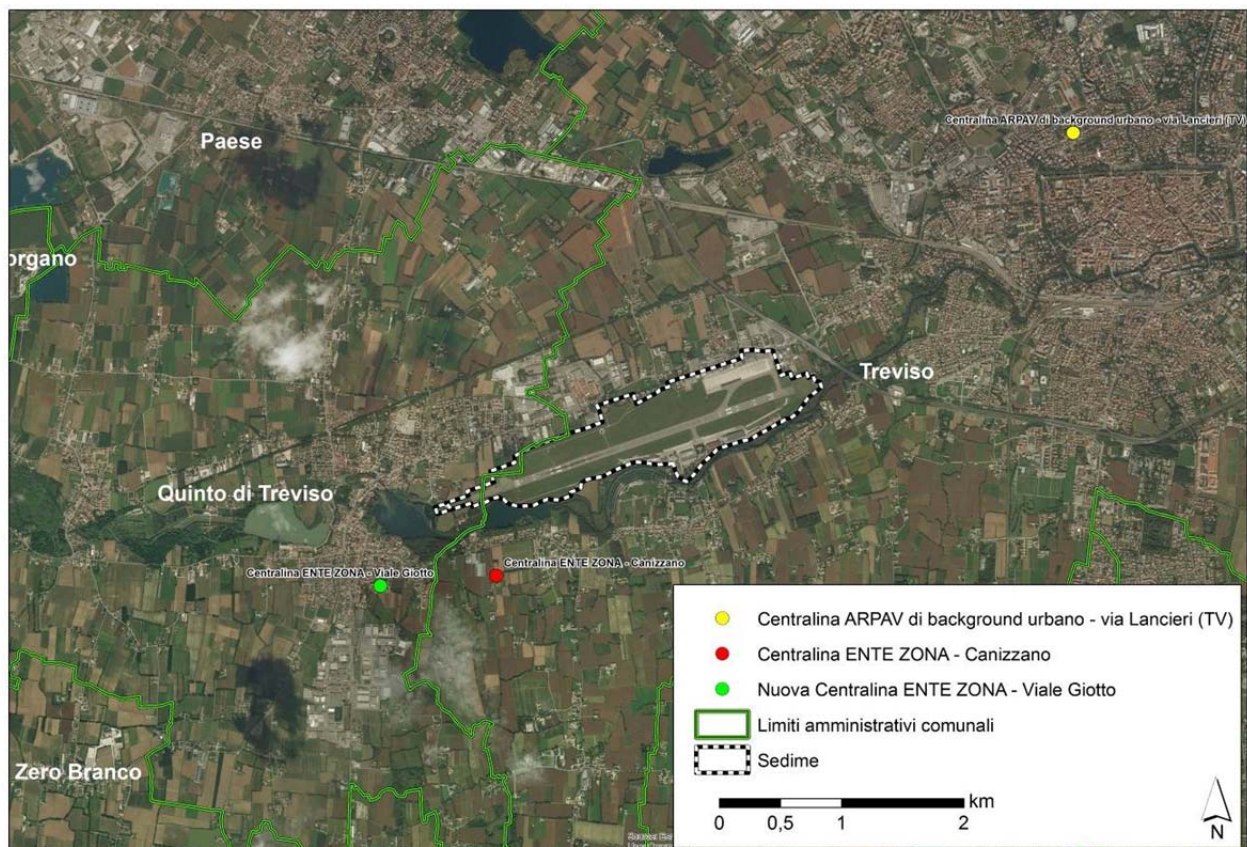 Centralina ARPAV di background urbano - via Lancieri (TV)
Paese
organo
Treviso
Quinto di Treviso
Centralina ENTE ZONA - Viale Giotto
Centralina ENTE ZONA - Canizzano
Zero Branco
Centralina ARPAV di background urbano - via Lancieri (TV)
Centralina ENTE ZONA - Canizzano
Nuova Centralina ENTE ZONA - Viale Giotto
Limiti amministrativi comunali
Sedime
km
0 0,5 1 2
N